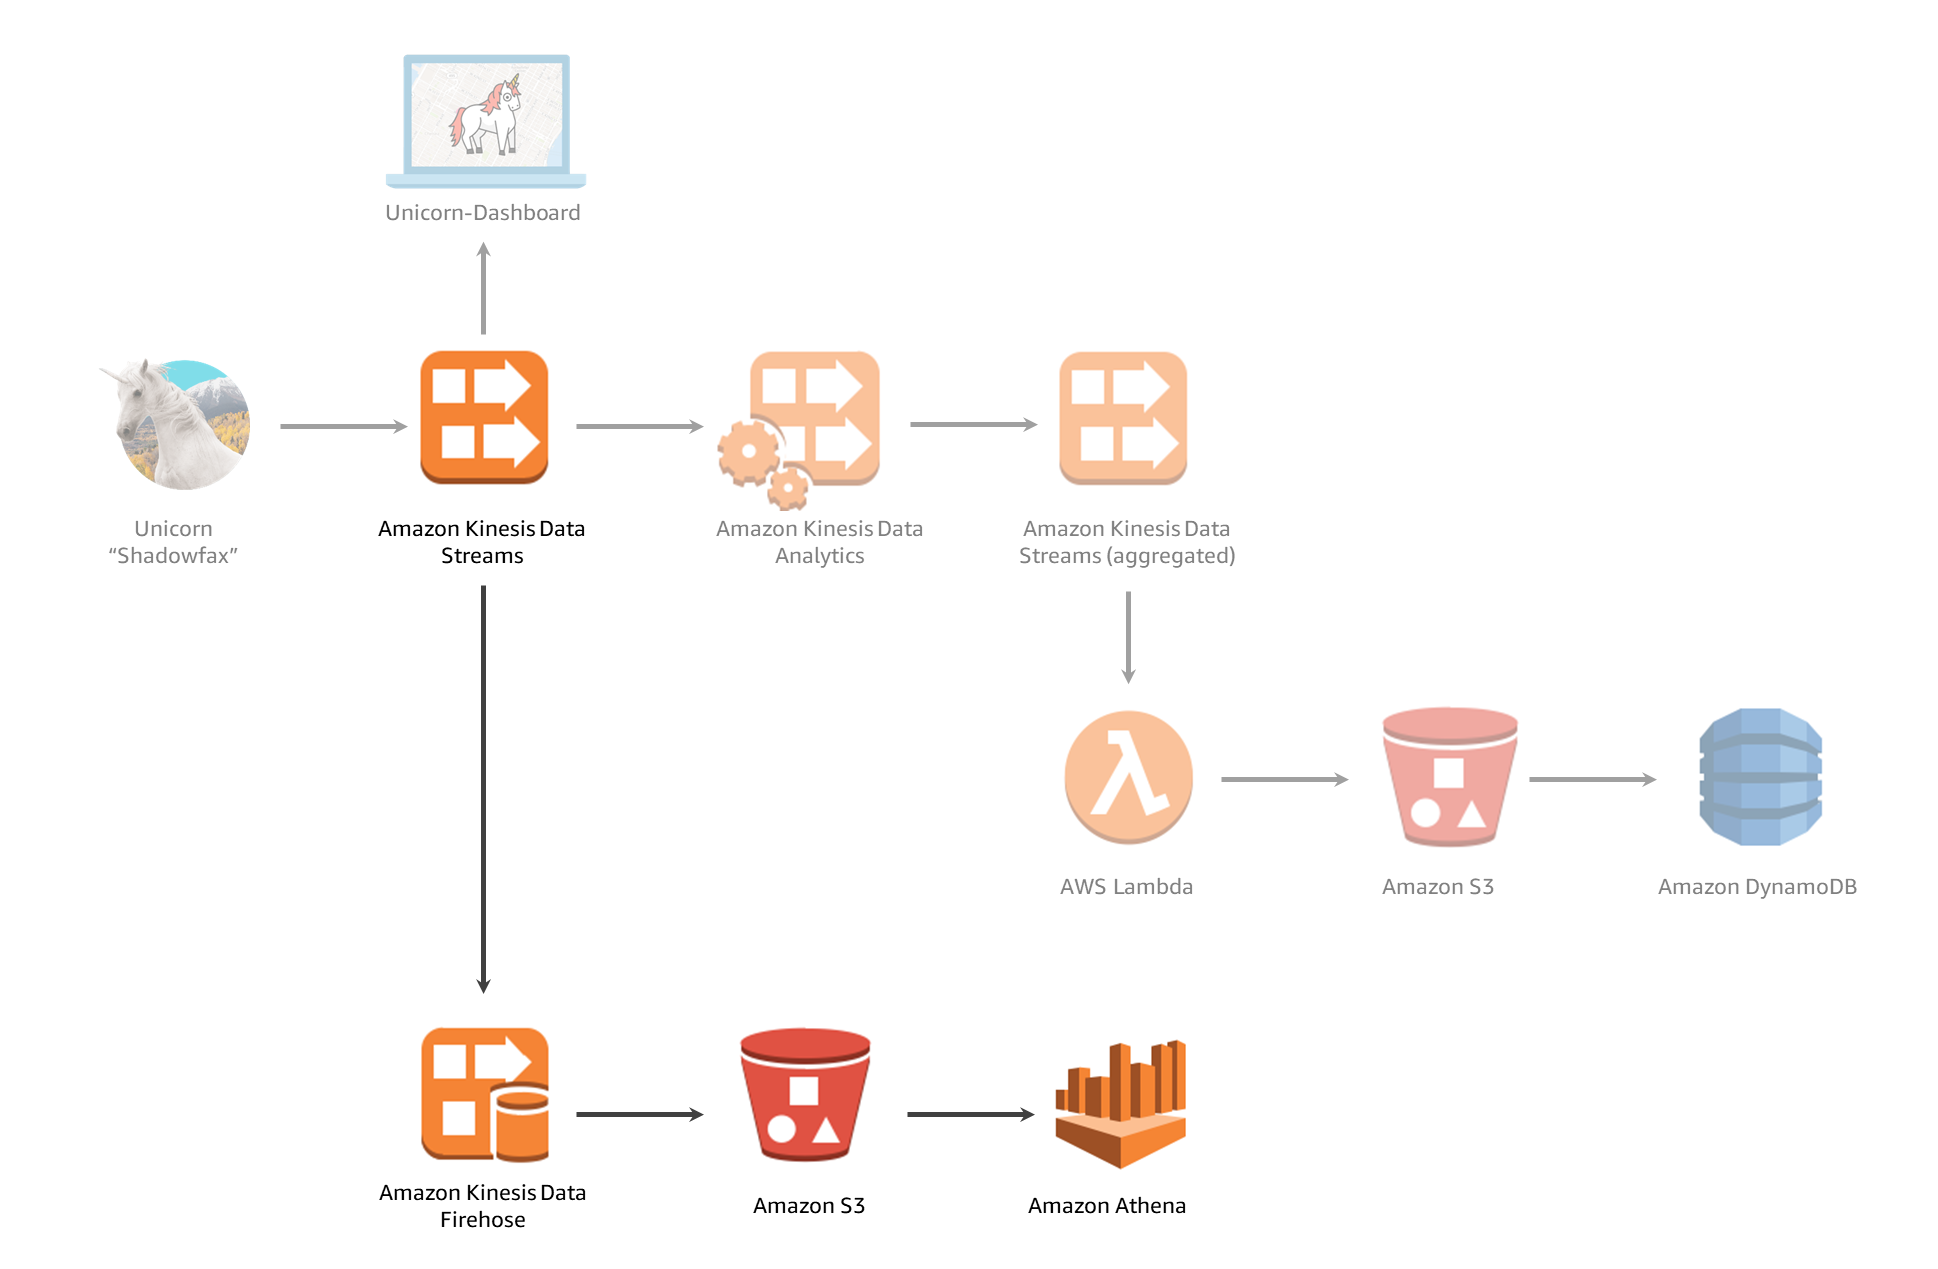 Unicorn-Dashboard
Unicorn
“Shadowfax”
Amazon Kinesis Data
Streams
Amazon Kinesis Data
Analytics
Amazon Kinesis Data
Streams (aggregated)
AWS Lambda
Amazon S3
Amazon DynamoDB
Amazon Kinesis Data
Firehose
Amazon S3
Amazon Athena